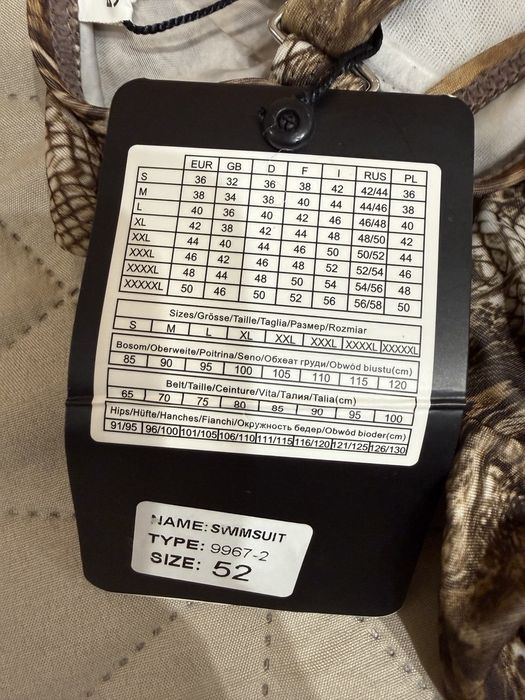 EUR GB D F I RUS PL
S 36 32 36 38 42 42/44 36
M 38 34 38 40 44 44/46 38
L 40 36 40 42 46 46/48 40
XL 42 38 42 44 48 48/50 42
XXL 44 40 44 46 50 50/52 44
XXXL 46 42 46 48 52 52/54 46
XXXXL 48 44 48 50 54 54/56 48
XXXXXL 50 46 50 52 56 56/58 50
Sizes/Grösse/Taille/Taglia/Размер/Rozmiar
S M L XL XXL XXXL XXXXL XXXXXL
Bosom/Oberweite/Poitrina/Seno/Обхват груди/Obwód biustu(cm)
85 90 95 100 105 110 115 120
Belt/Taille/Ceinture/Vita/Талия/Talia(cm)
65 70 75 80 85 90 95 100
Hips/Hüfte/Hanches/Fianchi/Окружность бедер/Obwód bioder(cm)
91/95 96/100 101/105 106/110 111/115 116/120 121/125 126/130
NAME: SWIMSUIT
TYPE: 9967-2
SIZE: 52